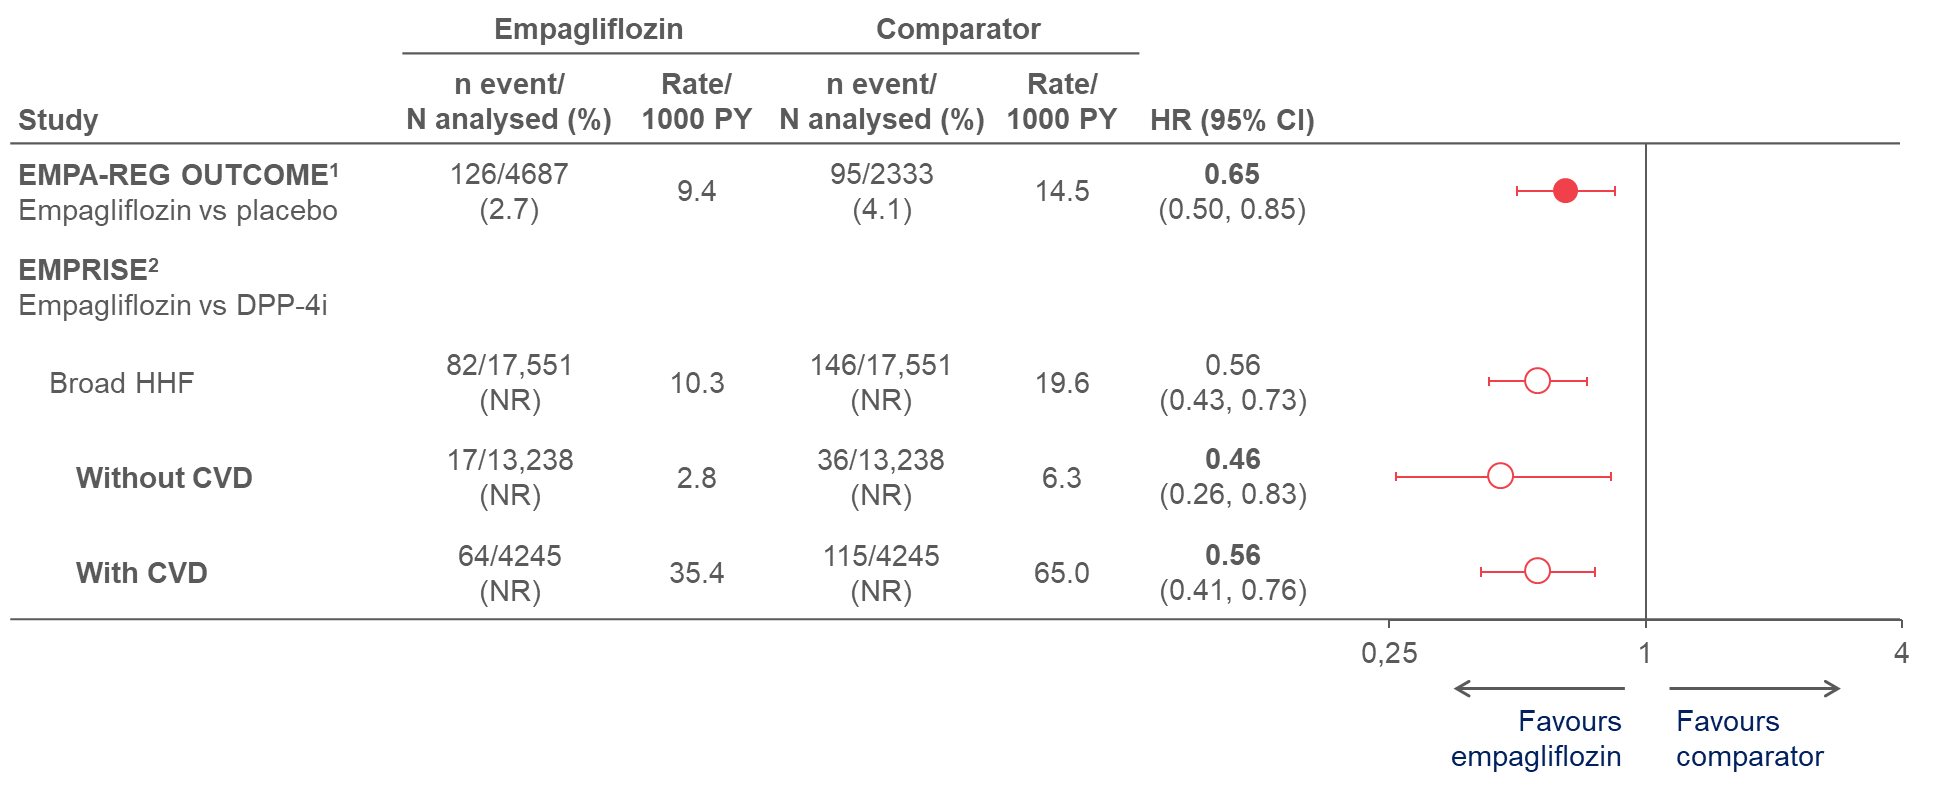 Empagliflozin Comparator
n event/ Rate/ n event/ Rate/
Study N analysed (%) 1000 PY N analysed (%) 1000 PY HR (95% CI)
EMPA-REG OUTCOME¹ 126/4687 95/2333 0.65
9.4 14.5
Empagliflozin vs placebo (2.7) (4.1) (0.50, 0.85)
EMPRISE²
Empagliflozin vs DPP-4i
82/17,551 146/17,551 0.56
Broad HHF 10.3 19.6
(NR) (NR) (0.43, 0.73)
17/13,238 36/13,238 0.46
Without CVD 2.8 6.3
(NR) (NR) (0.26, 0.83)
64/4245 115/4245 0.56
With CVD 35.4 65.0
(NR) (NR) (0.41, 0.76)
0,25 1 4
Favours Favours
empagliflozin comparator